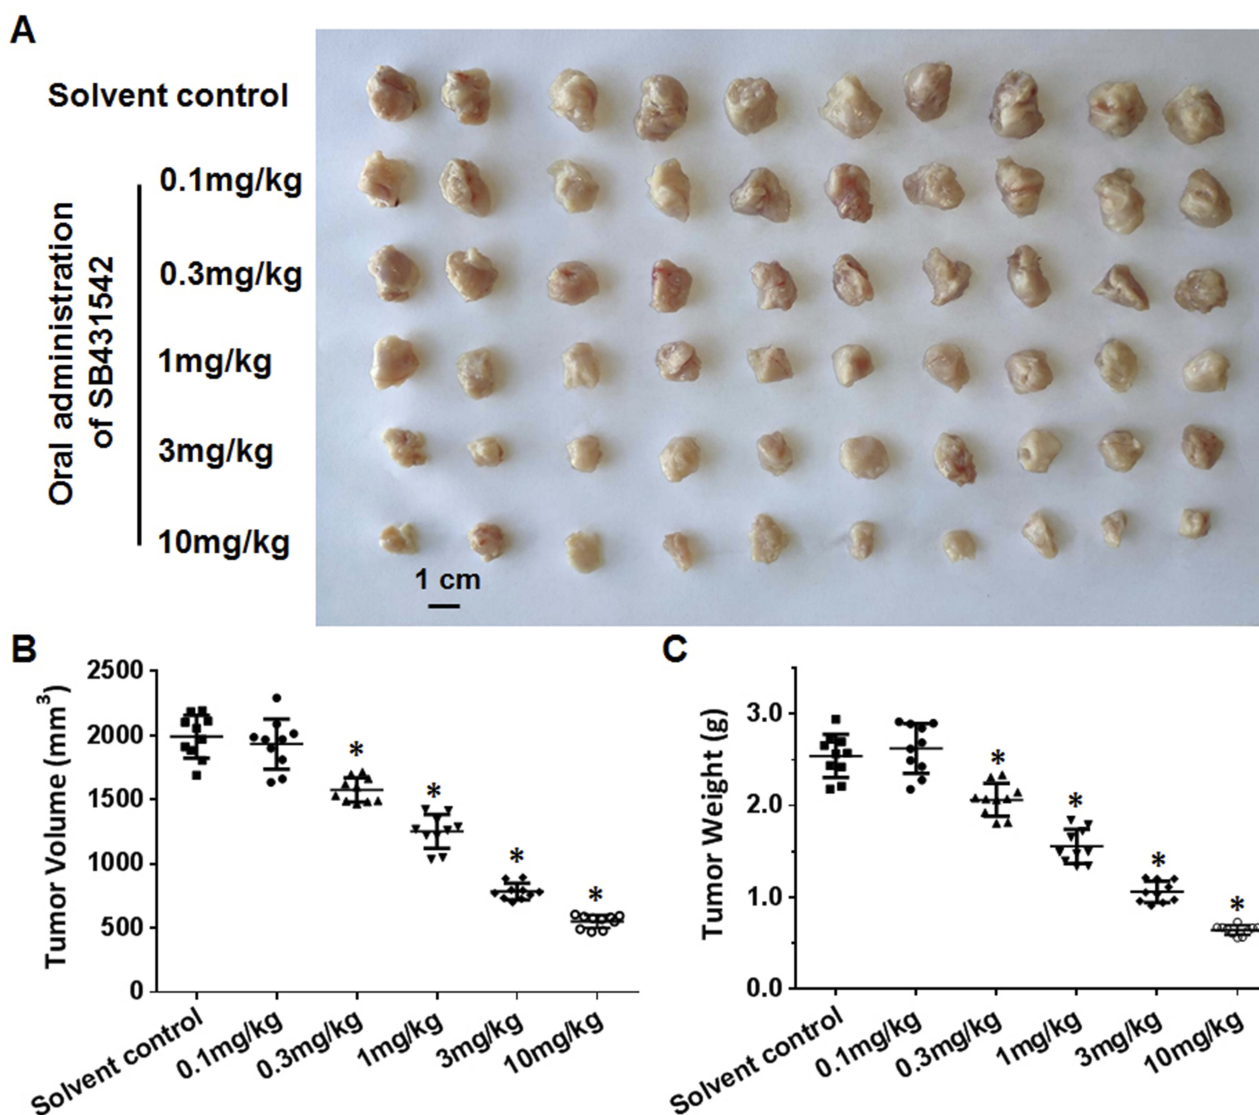 A
Solvent control
0.1mg/kg
0.3mg/kg
1mg/kg
3mg/kg
10mg/kg
Oral administration
of SB431542
1 cm
B
Tumor Volume (mm³)
2500
2000
1500
1000
500
0
*
*
*
*
Solvent control
0.1mg/kg
0.3mg/kg
1mg/kg
3mg/kg
10mg/kg
C
Tumor Weight (g)
3.0
2.0
1.0
0.0
*
*
*
*
Solvent control
0.1mg/kg
0.3mg/kg
1mg/kg
3mg/kg
10mg/kg